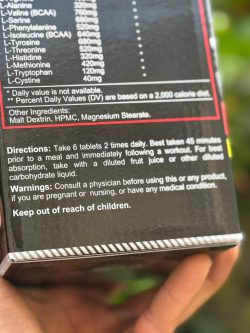 L-Alanine
L-Valine (BCAA) 760mg
L-Serine 680mg
L-Phenylalanine 520mg
L-Isoleucine (BCAA) 640mg
L-Tyrosine
L-Threonine 520mg
L-Histidine 320mg
L-Methionine 420mg
L-Tryptophan 120mg
L-Cystine 40mg
* Daily value is not available.
** Percent Daily Values (DV) are based on a 2,000 calorie diet.
Other Ingredients:
Malt Dextrin, HPMC, Magnesium Stearate.
Directions: Take 6 tablets 2 times daily. Best taken 45 minutes
prior to a meal and immediately following a workout. For best
absorption, take with a diluted fruit juice or other diluted
carbohydrate liquid.
Warnings: Consult a physician before using this or any product,
if you are pregnant or nursing, or have any medical condition.
Keep out of reach of children.